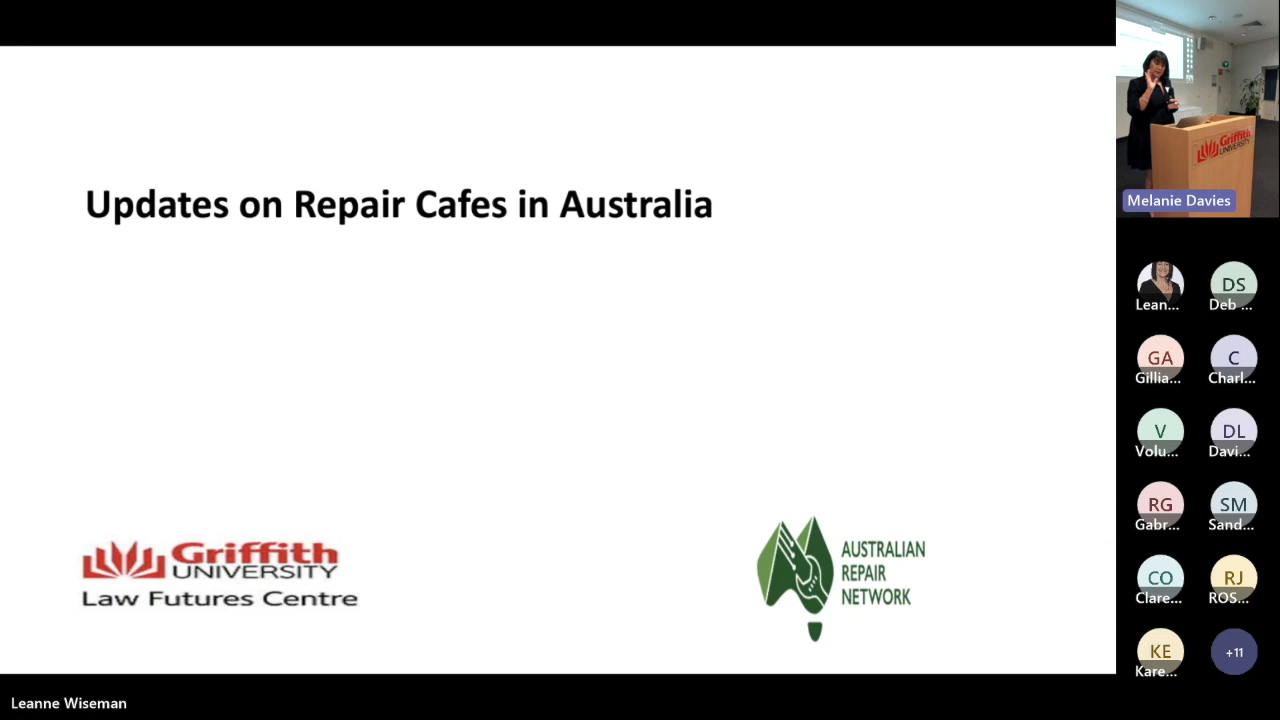 Updates on Repair Cafes in Australia
Griffith
UNIVERSITY
Law Futures Centre
AUSTRALIAN
REPAIR
NETWORK
Griffith
UNIVERSITY
Melanie Davies
Lean...
DS
Deb ...
GA
Gillia...
C
Charl...
V
Volu...
DL
Davi...
RG
Gabr...
SM
Sand...
CO
Clare...
RJ
ROS...
KE
Kare...
+11
Leanne Wiseman